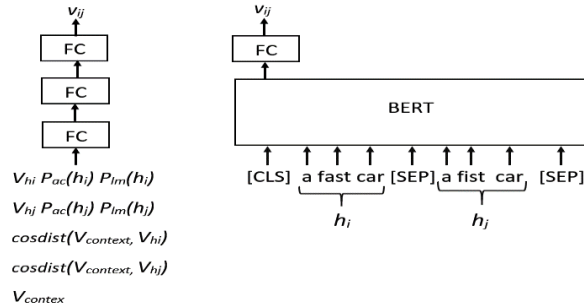 v_ij
FC
FC
FC
V_hi P_ac(h_i) P_lm(h_i)
V_hj P_ac(h_j) P_lm(h_j)
cosdist(V_context, V_hi)
cosdist(V_context, V_hj)
V_contex
v_ij
FC
BERT
[CLS] a fast car [SEP] a fist car [SEP]
h_i h_j